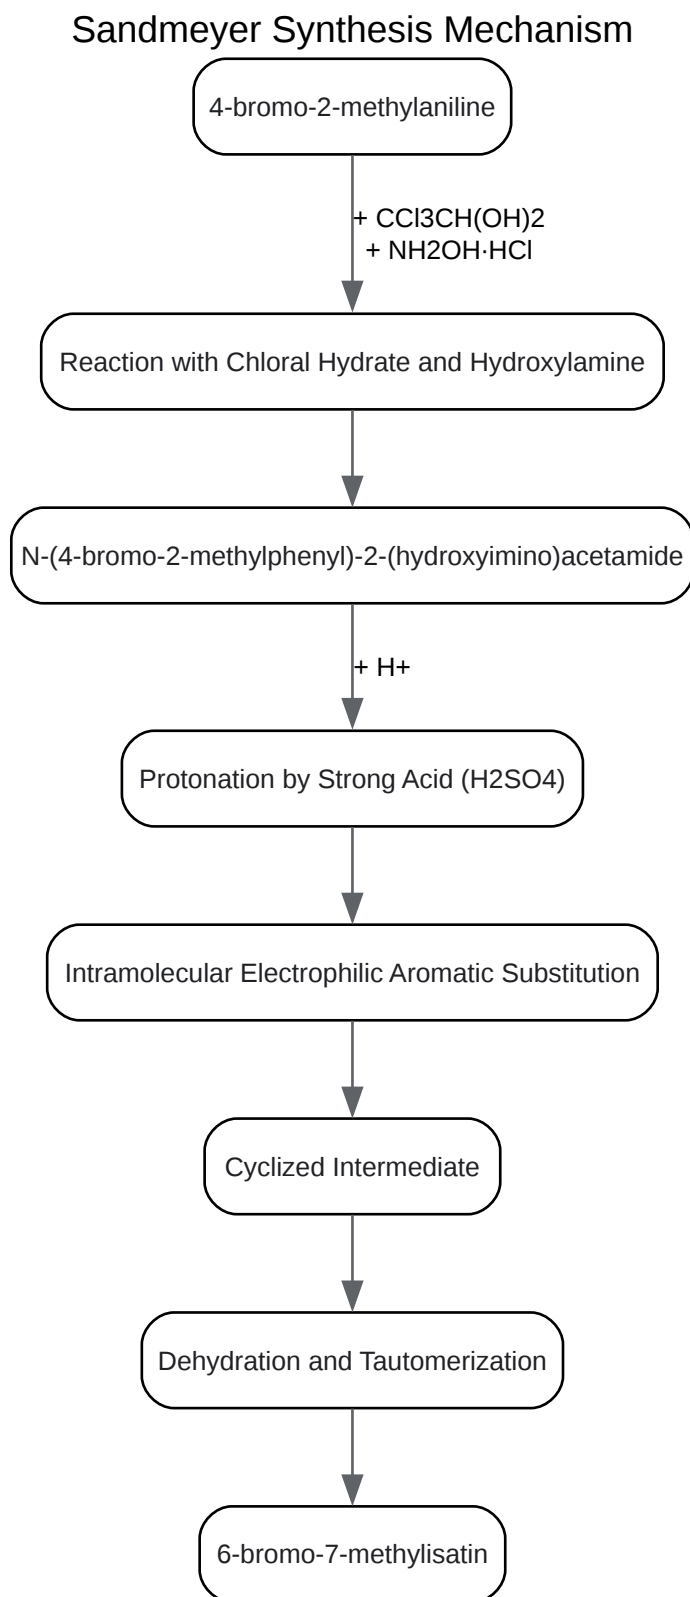 Sandmeyer Synthesis Mechanism
4-bromo-2-methylaniline
+ CCl3CH(OH)2
+ NH2OH·HCl
Reaction with Chloral Hydrate and Hydroxylamine
N-(4-bromo-2-methylphenyl)-2-(hydroxyimino)acetamide
+ H+
Protonation by Strong Acid (H2SO4)
Intramolecular Electrophilic Aromatic Substitution
Cyclized Intermediate
Dehydration and Tautomerization
6-bromo-7-methylisatin